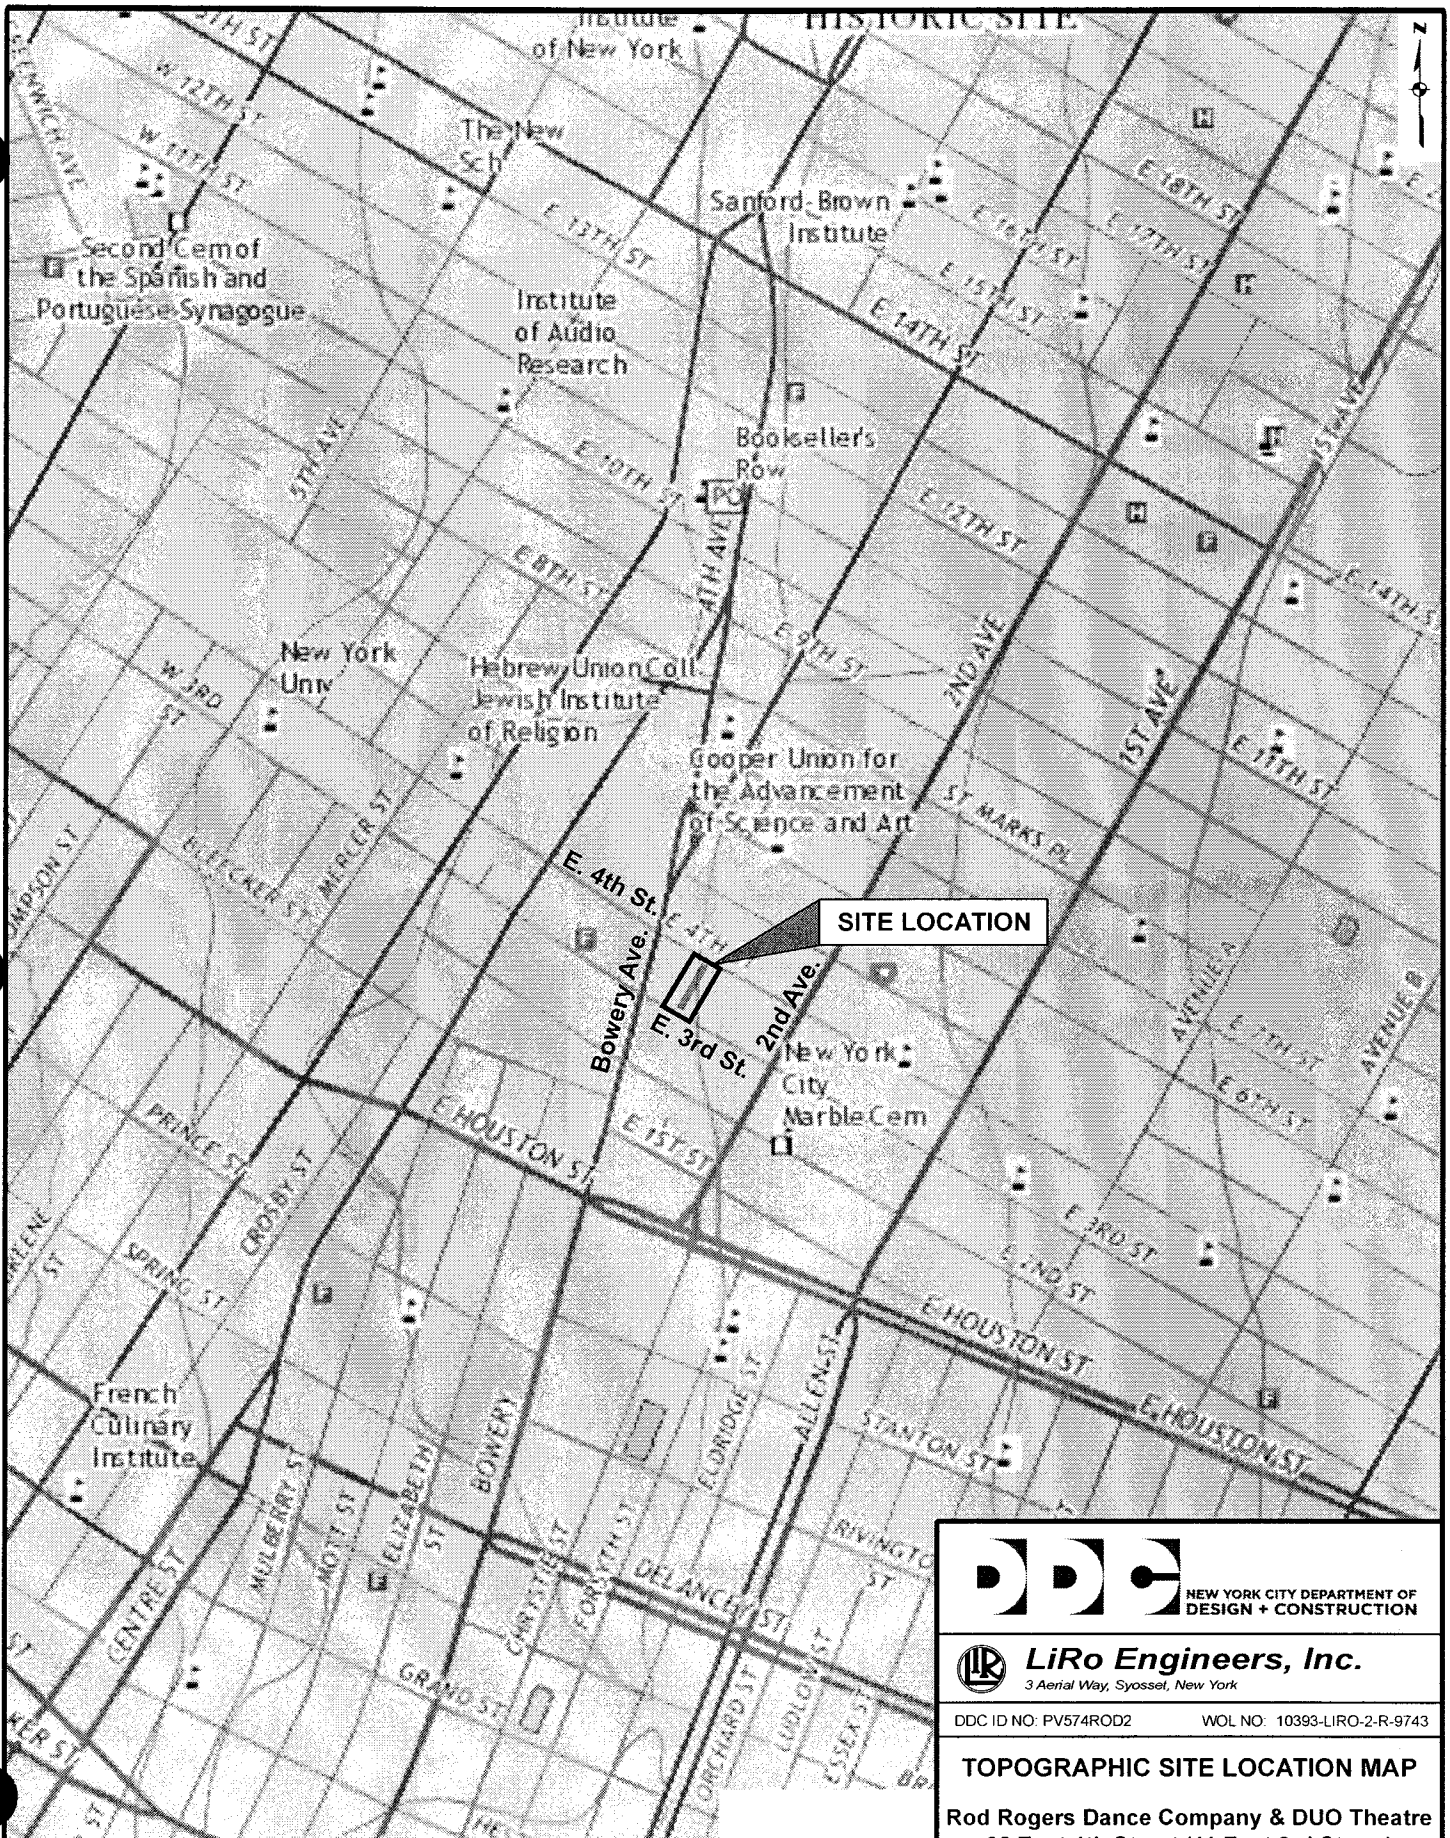 Institute
of New York
HISTORIC SITE
N
W 12TH ST
W 11TH ST
The New
Sch
H
E 18TH ST
E 17TH ST
E 16TH ST
E 15TH ST
E 14TH ST
Sanford-Brown
Institute
E 13TH ST
Second Cem of
the Spanish and
Portuguese Synagogue
F
Institute
of Audio
Research
5TH AVE
F
Bookseller's
Row
PO
E 10TH ST
1ST AVE
H
E 12TH ST
H
F
E 8TH ST
4TH AVE
E 14TH ST
E 9TH ST
New York
Univ
Hebrew Union Coll
Jewish Institute
of Religion
W 3RD
ST
2ND AVE
1ST AVE
E 11TH ST
Cooper Union for
the Advancement
of Science and Art
ST MARKS PL
MERCER ST
BLEECKER ST
OMPSON ST
E. 4th St.
E 4TH
SITE LOCATION
F
Bowery Ave.
2nd Ave.
E. 3rd St.
AVENUE A
AVENUE B
E 7TH ST
E 6TH ST
New York
City
Marble Cem
PRINCE ST
CROSBY ST
E HOUSTON ST
E 1ST ST
E 3RD ST
E 2ND ST
SPRING ST
ST
F
E HOUSTON ST
E HOUSTON ST
F
French
Culinary
Institute
BOWERY
ELDRIDGE ST
ALLEN ST
STANTON ST
MULBERRY ST
MOTT ST
ELIZABETH
ST
F
CENTRE ST
CHRYSTIE ST
FORSYTH ST
DELANCEY ST
RIVINGTO
ST
GRAND ST
ORCHARD ST
LUDLOW ST
ESSEX ST
KER ST
ST
DDC
NEW YORK CITY DEPARTMENT OF
DESIGN + CONSTRUCTION
LiRo Engineers, Inc.
3 Aerial Way, Syosset, New York
DDC ID NO: PV574ROD2 WOL NO: 10393-LIRO-2-R-9743
TOPOGRAPHIC SITE LOCATION MAP
Rod Rogers Dance Company & DUO Theatre